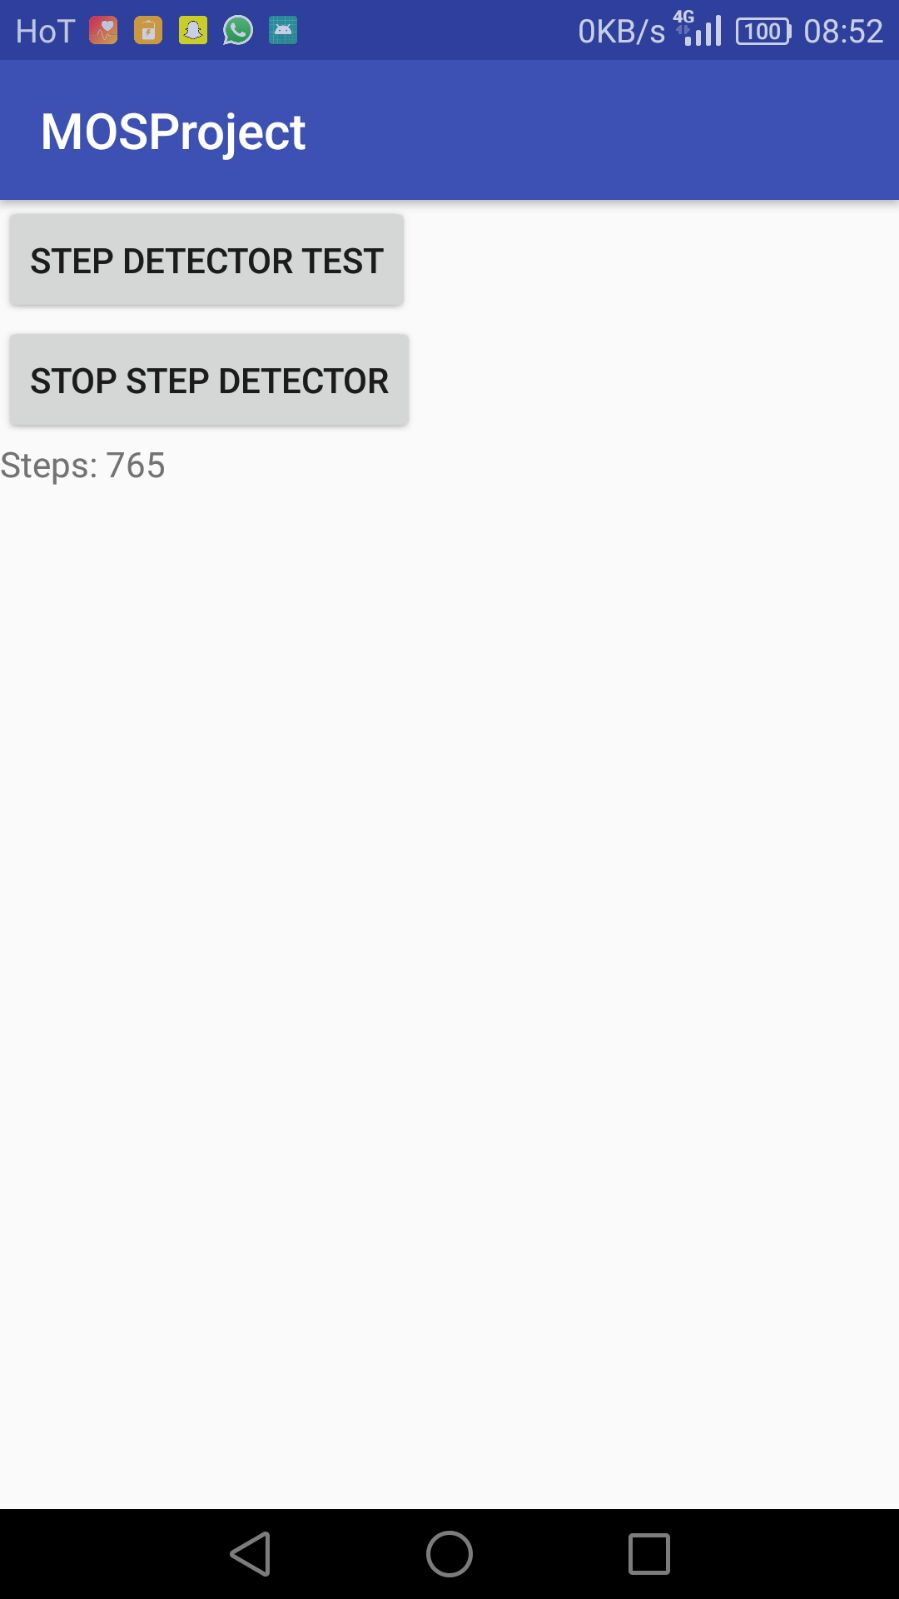 HoT 0KB/s 4G 100 08:52
MOSProject
STEP DETECTOR TEST
STOP STEP DETECTOR
Steps: 765